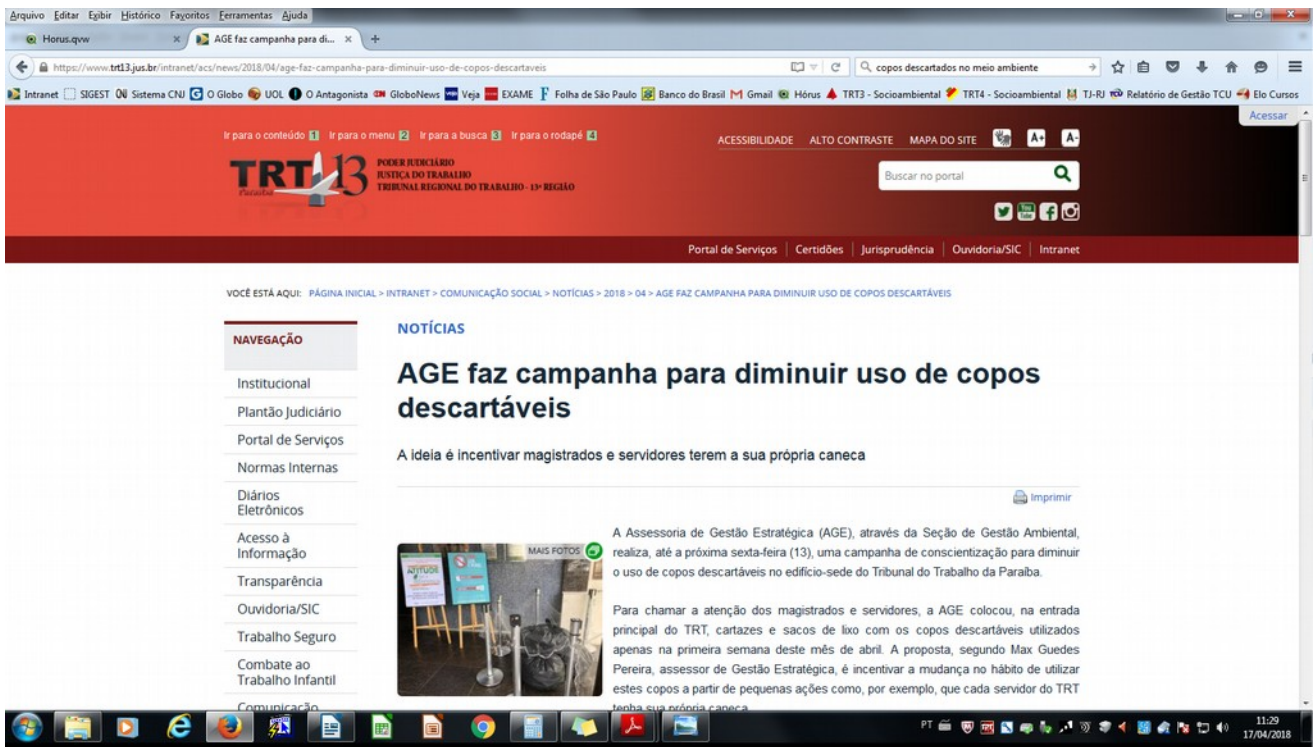 Arquivo Editar Exibir Histórico Favoritos Ferramentas Ajuda
Horus.qvw
AGE faz campanha para di...
https://www.trt13.jus.br/intranet/acs/news/2018/04/age-faz-campanha-para-diminuir-uso-de-copos-descartaveis
copos descartados no meio ambiente
Intranet SIGEST Sistema CNJ O Globo UOL O Antagonista GloboNews Veja EXAME Folha de São Paulo Banco do Brasil Gmail Hórus TRT3 - Socioambiental TRT4 - Socioambiental TJ-RJ Relatório de Gestão TCU Elo Cursos
Acessar
Ir para o conteúdo 1 Ir para o menu 2 Ir para a busca 3 Ir para o rodapé 4
ACESSIBILIDADE ALTO CONTRASTE MAPA DO SITE A+ A-
TRT 13
Paraíba
PODER JUDICIÁRIO
JUSTIÇA DO TRABALHO
TRIBUNAL REGIONAL DO TRABALHO - 13ª REGIÃO
Buscar no portal
You Tube
Portal de Serviços Certidões Jurisprudência Ouvidoria/SIC Intranet
VOCÊ ESTÁ AQUI: PÁGINA INICIAL > INTRANET > COMUNICAÇÃO SOCIAL > NOTÍCIAS > 2018 > 04 > AGE FAZ CAMPANHA PARA DIMINUIR USO DE COPOS DESCARTÁVEIS
NAVEGAÇÃO
Institucional
Plantão Judiciário
Portal de Serviços
Normas Internas
Diários
Eletrônicos
Acesso à
Informação
Transparência
Ouvidoria/SIC
Trabalho Seguro
Combate ao
Trabalho Infantil
Comunicação
NOTÍCIAS
AGE faz campanha para diminuir uso de copos
descartáveis
A ideia é incentivar magistrados e servidores terem a sua própria caneca
Imprimir
MAIS FOTOS
ATITUDE
A Assessoria de Gestão Estratégica (AGE), através da Seção de Gestão Ambiental,
realiza, até a próxima sexta-feira (13), uma campanha de conscientização para diminuir
o uso de copos descartáveis no edifício-sede do Tribunal do Trabalho da Paraíba.
Para chamar a atenção dos magistrados e servidores, a AGE colocou, na entrada
principal do TRT, cartazes e sacos de lixo com os copos descartáveis utilizados
apenas na primeira semana deste mês de abril. A proposta, segundo Max Guedes
Pereira, assessor de Gestão Estratégica, é incentivar a mudança no hábito de utilizar
estes copos a partir de pequenas ações como, por exemplo, que cada servidor do TRT
tenha sua própria caneca
PT
11:29
17/04/2018